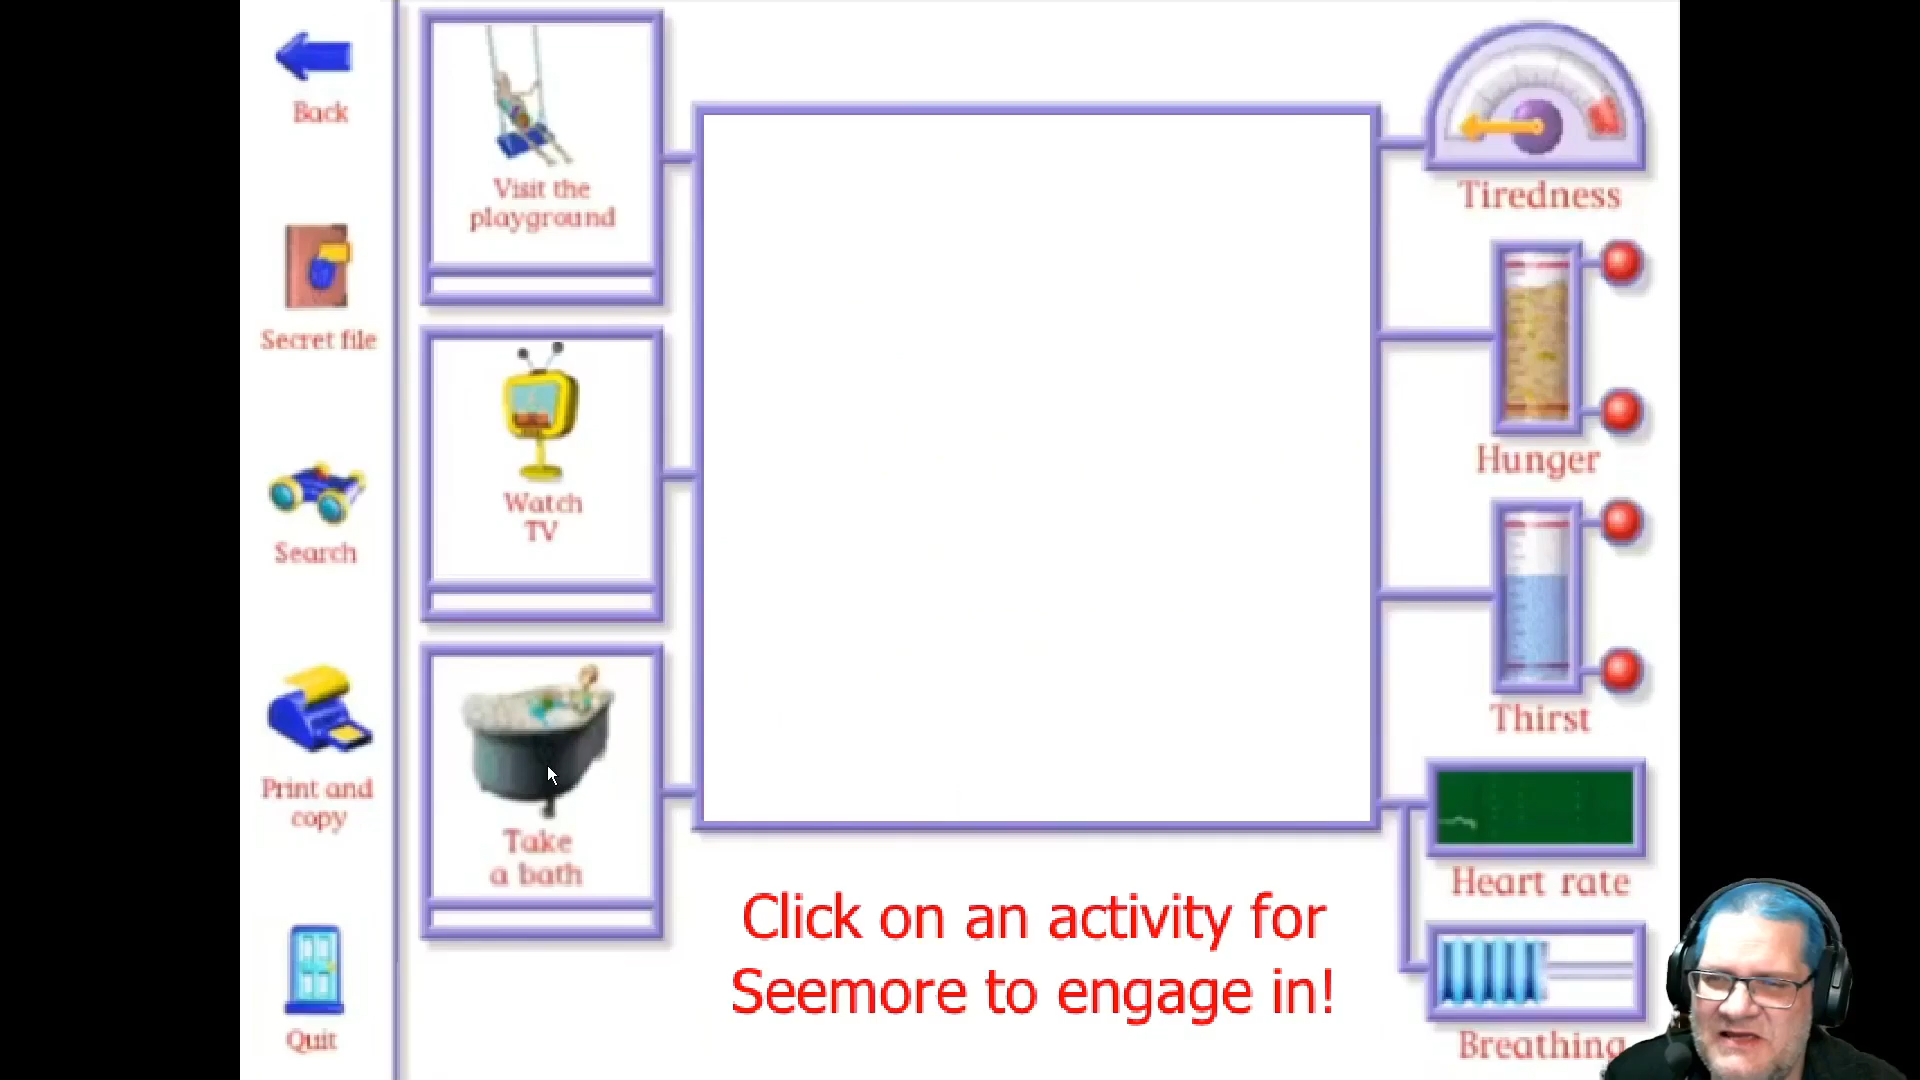 Back
Secret file
Search
Print and
copy
Quit
Visit the
playground
Watch
TV
Take
a bath
Click on an activity for
Seemore to engage in!
Tiredness
Hunger
Thirst
Heart rate
Breathing